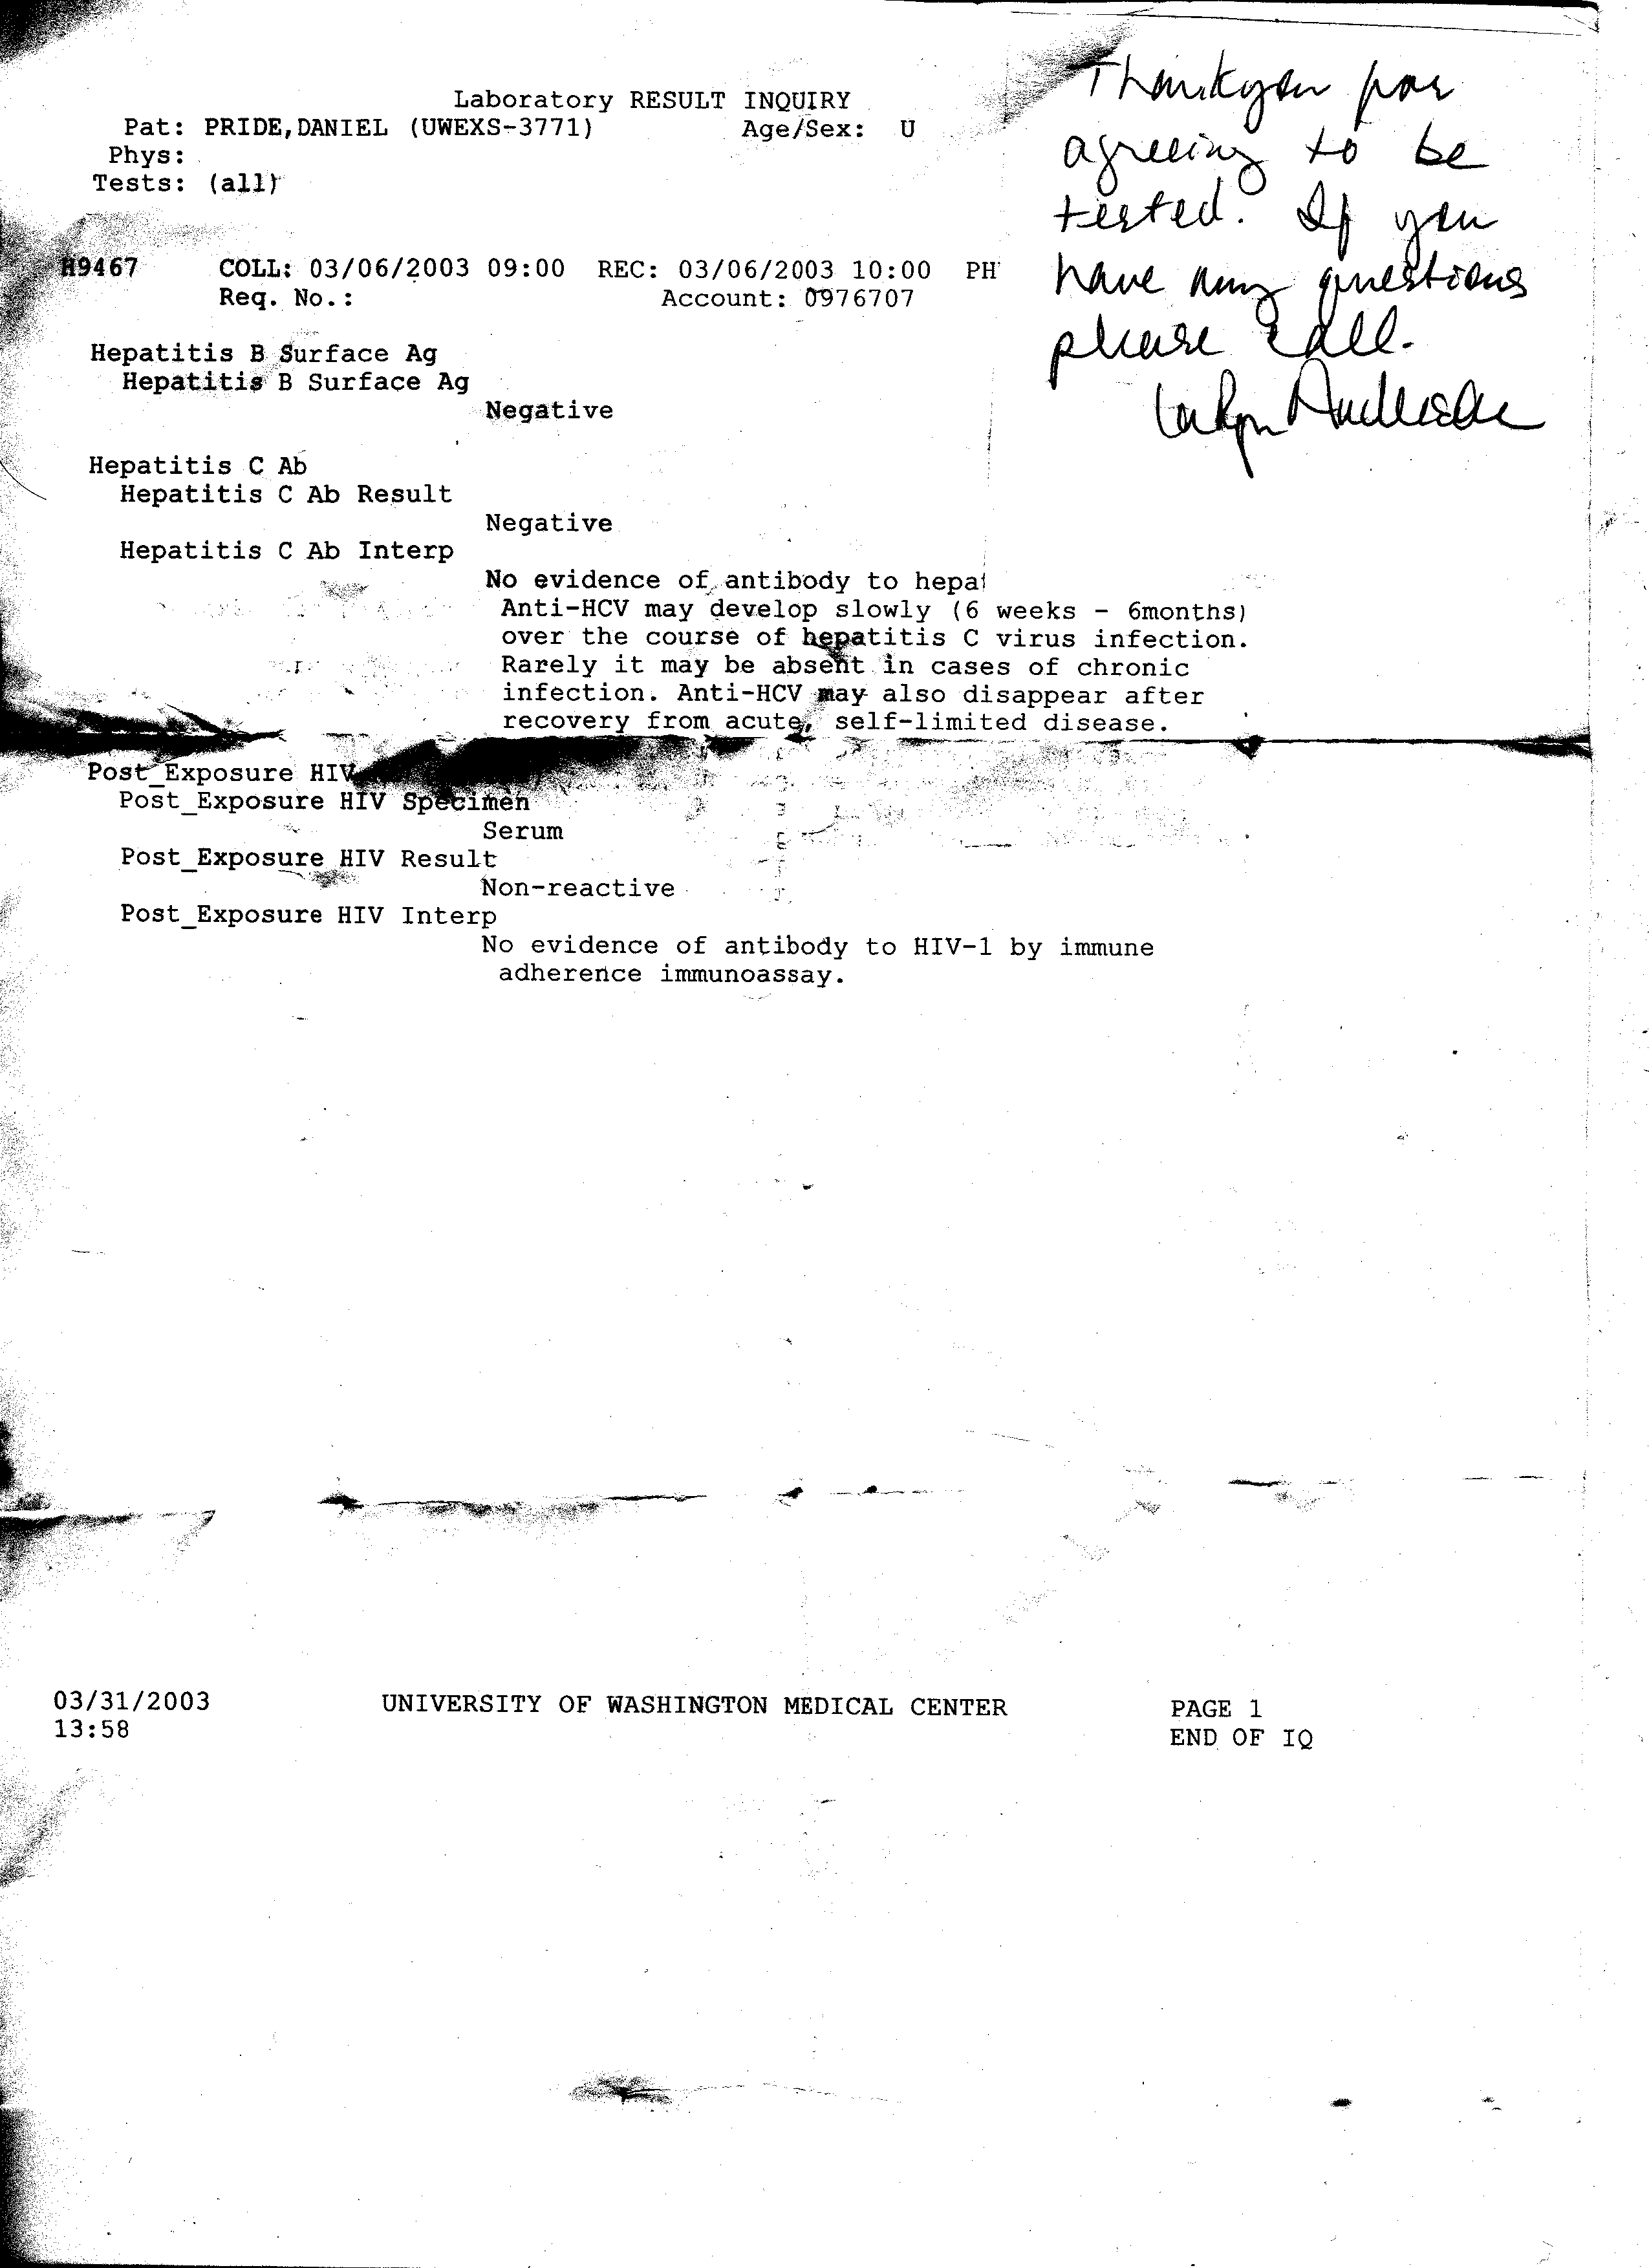 Laboratory RESULT INQUIRY
Pat: PRIDE,DANIEL (UWEXS-3771) Age/Sex: U
Phys:
Tests: (all)
Thankyou for
agreeing to be
tested. If you
have any questions
please call.
H9467 COLL: 03/06/2003 09:00 REC: 03/06/2003 10:00 PH
Req. No.: Account: 0976707
Hepatitis B Surface Ag
Hepatitis B Surface Ag
Negative
Hepatitis C Ab
Hepatitis C Ab Result
Negative
Hepatitis C Ab Interp
No evidence of antibody to hepa
Anti-HCV may develop slowly (6 weeks - 6months)
over the course of hepatitis C virus infection.
Rarely it may be absent in cases of chronic
infection. Anti-HCV may also disappear after
recovery from acute, self-limited disease.
Post_Exposure HIV
Post_Exposure HIV Specimen
Serum
Post_Exposure HIV Result
Non-reactive
Post_Exposure HIV Interp
No evidence of antibody to HIV-1 by immune
adherence immunoassay.
03/31/2003 UNIVERSITY OF WASHINGTON MEDICAL CENTER PAGE 1
13:58 END OF IQ